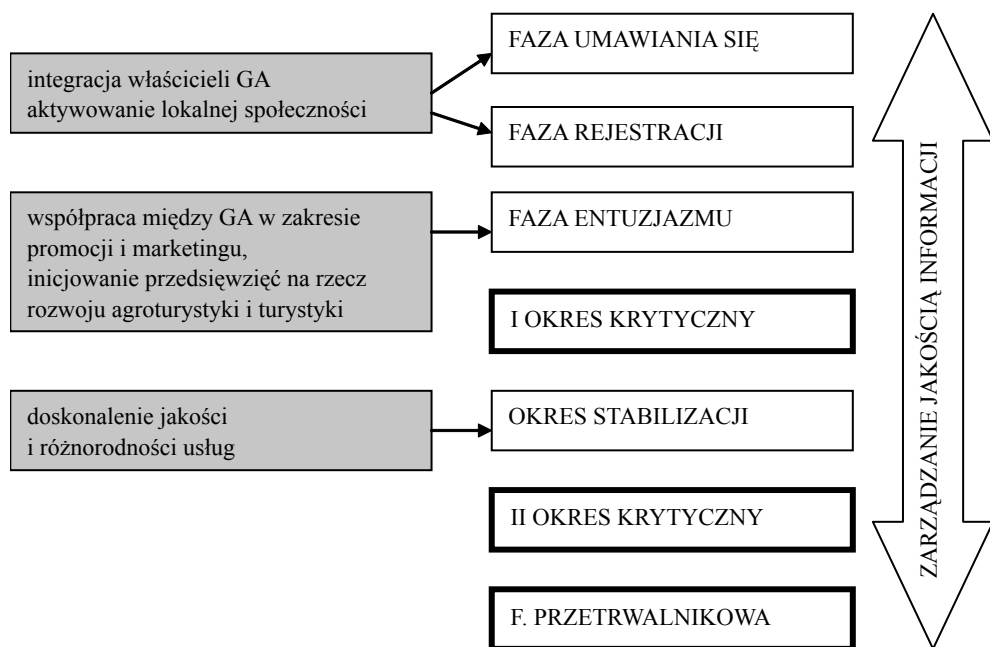 FAZA UMAWIANIA SIĘ
integracja właścicieli GA
aktywowanie lokalnej społeczności
FAZA REJESTRACJI
współpraca między GA w zakresie
promocji i marketingu,
inicjowanie przedsięwzięć na rzecz
rozwoju agroturystyki i turystyki
FAZA ENTUZJAZMU
I OKRES KRYTYCZNY
doskonalenie jakości
i różnorodności usług
OKRES STABILIZACJI
II OKRES KRYTYCZNY
F. PRZETRWALNIKOWA
ZARZĄDZANIE JAKOŚCIĄ INFORMACJI